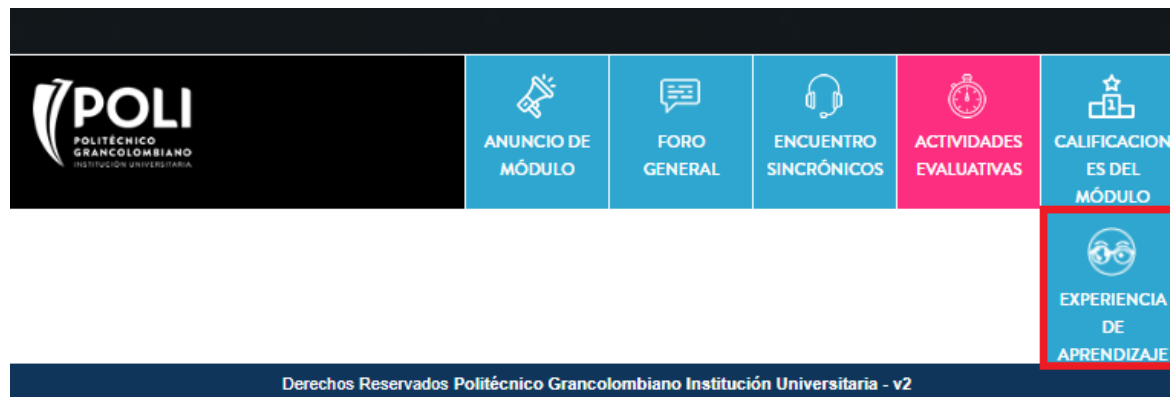 POLI
POLITÉCNICO
GRANCOLOMBIANO
INSTITUCIÓN UNIVERSITARIA
ANUNCIO DE
MÓDULO
FORO
GENERAL
ENCUENTRO
SINCRÓNICOS
ACTIVIDADES
EVALUATIVAS
1
CALIFICACION
ES DEL
MÓDULO
EXPERIENCIA
DE
APRENDIZAJE
Derechos Reservados Politécnico Grancolombiano Institución Universitaria - v2